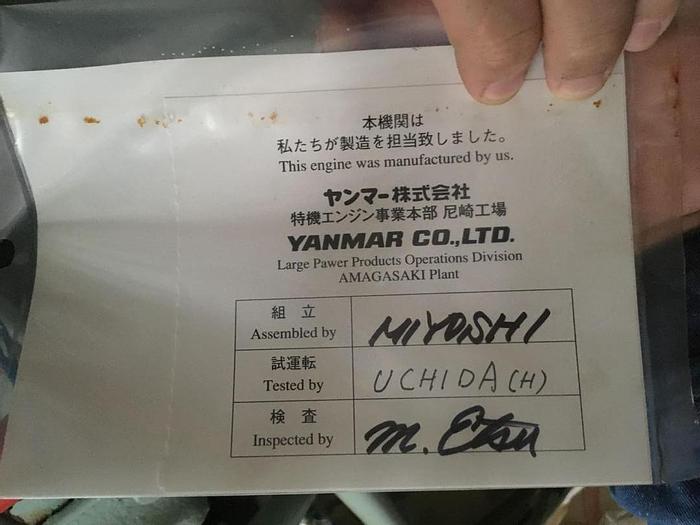 本機関は
私たちが製造を担当致しました。
This engine was manufactured by us.
ヤンマー株式会社
特機エンジン事業本部 尼崎工場
YANMAR CO.,LTD.
Large Pawer Products Operations Division
AMAGASAKI Plant
組 立
Assembled by
MIYOSHI
試運転
Tested by
UCHIDA (H)
検 査
Inspected by
M. Etsu